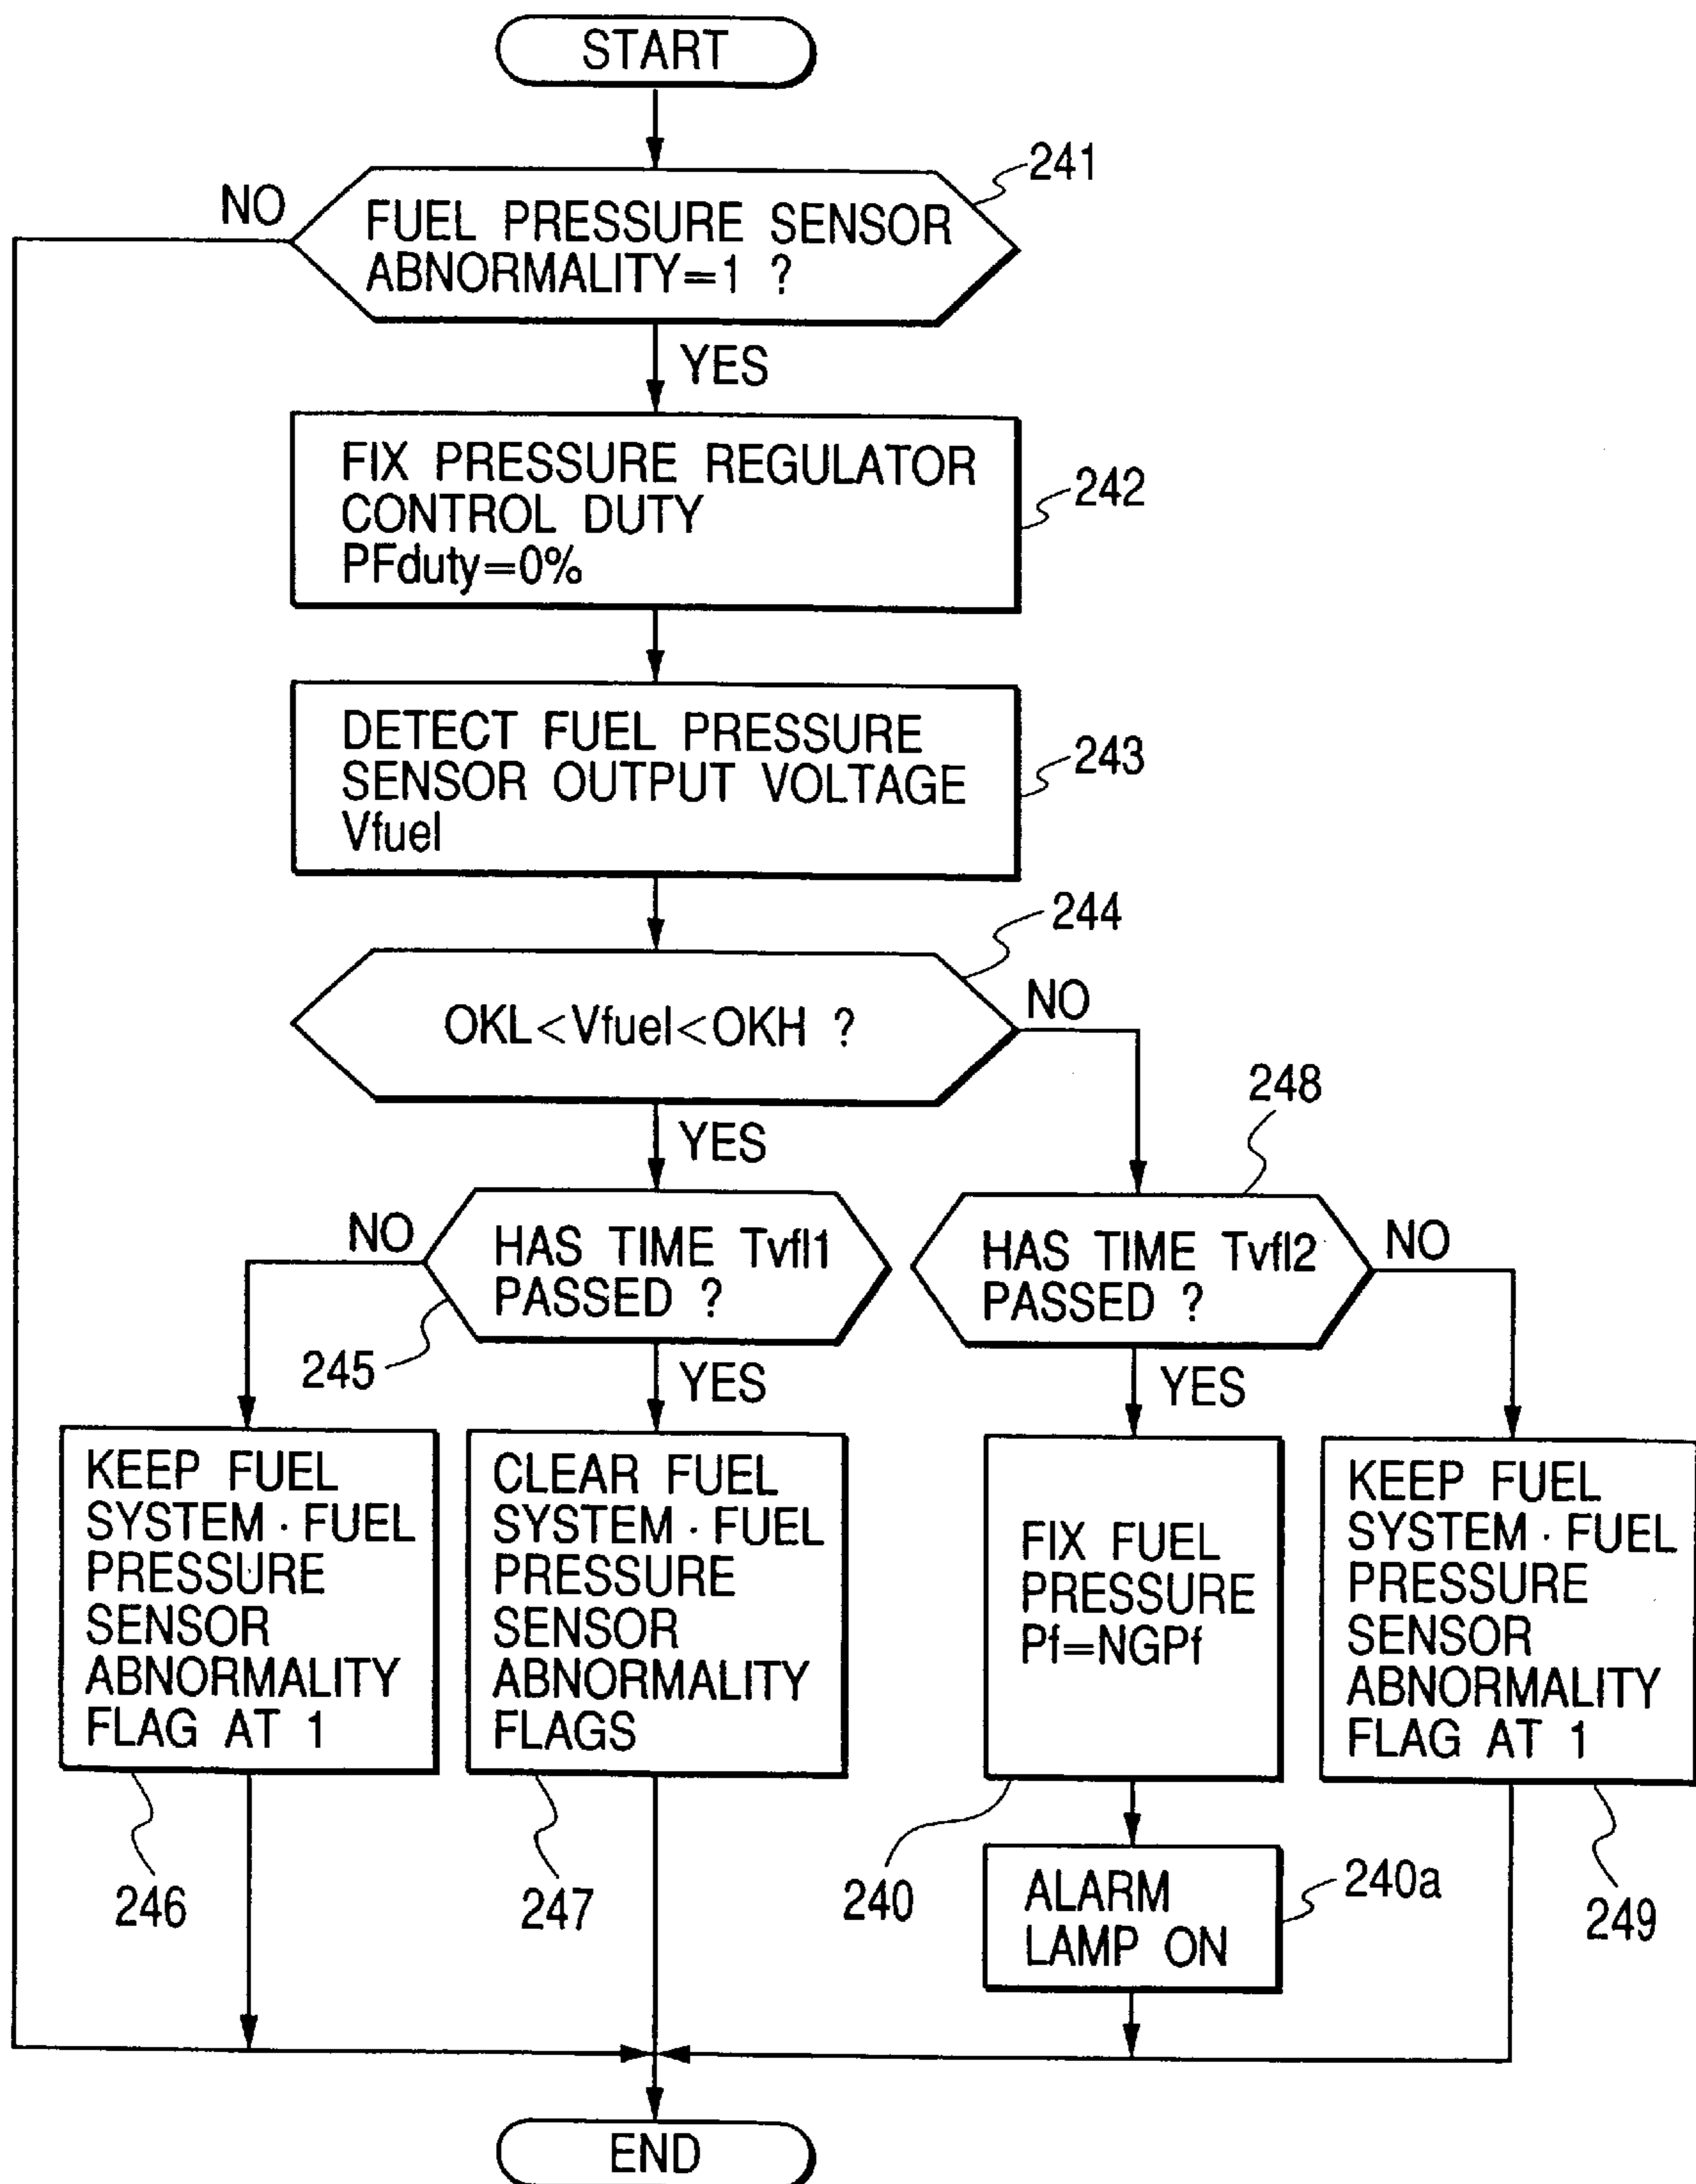 START
241
NO
FUEL PRESSURE SENSOR
ABNORMALITY=1 ?
YES
FIX PRESSURE REGULATOR
CONTROL DUTY
PFduty=0%
242
DETECT FUEL PRESSURE
SENSOR OUTPUT VOLTAGE
Vfuel
243
244
OKL<Vfuel<OKH ?
NO
248
YES
NO
HAS TIME Tvfl1
PASSED ?
245
YES
HAS TIME Tvfl2
PASSED ?
NO
YES
KEEP FUEL
SYSTEM · FUEL
PRESSURE
SENSOR
ABNORMALITY
FLAG AT 1
246
CLEAR FUEL
SYSTEM · FUEL
PRESSURE
SENSOR
ABNORMALITY
FLAGS
247
FIX FUEL
PRESSURE
Pf=NGPf
240
ALARM
LAMP ON
240a
KEEP FUEL
SYSTEM · FUEL
PRESSURE
SENSOR
ABNORMALITY
FLAG AT 1
249
END